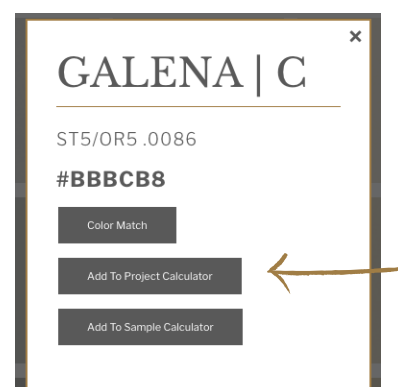 GALENA | C
ST5/OR5 .0086
#BBBCB8
Color Match
Add To Project Calculator
Add To Sample Calculator